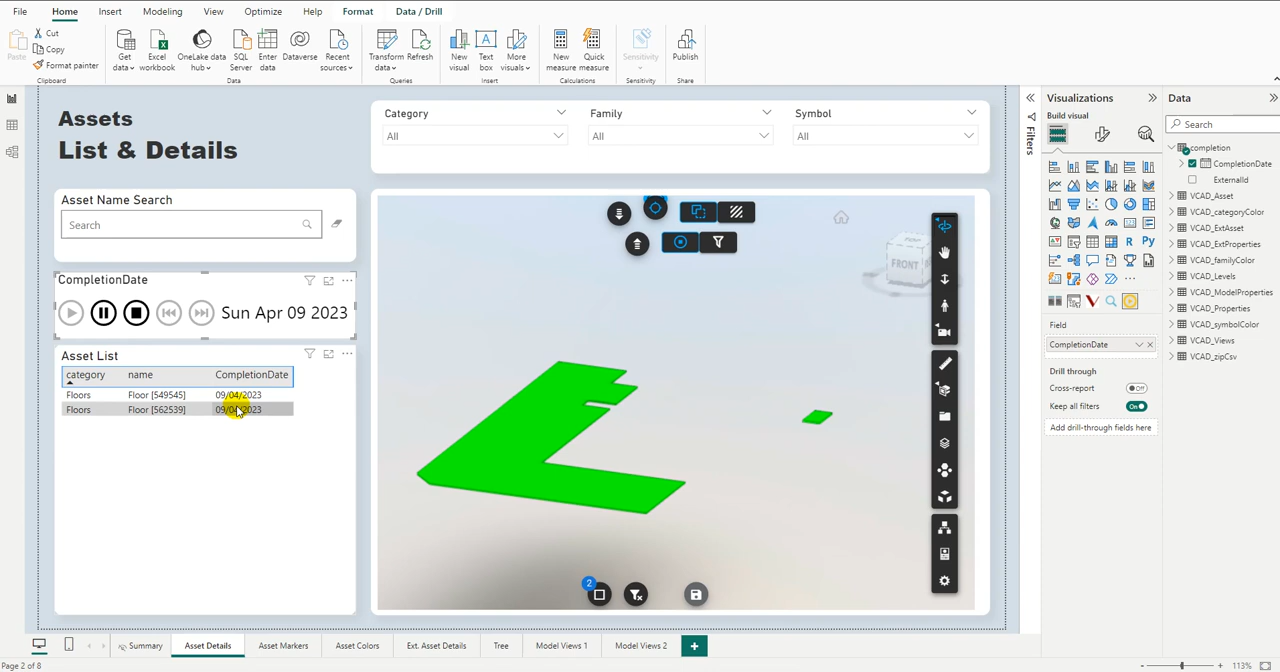 File Home Insert Modeling View Optimize Help Format Data / Drill
Paste
Cut
Copy
Format painter
Clipboard
Get data
Excel workbook
OneLake data hub
SQL Server
Enter data
Dataverse
Recent sources
Data
Transform data
Refresh
Queries
New visual
Text box
More visuals
Insert
New measure
Quick measure
Calculations
Sensitivity
Sensitivity
Publish
Share
Assets
List & Details
Category
All
Family
All
Symbol
All
Asset Name Search
Search
CompletionDate
Sun Apr 09 2023
Asset List
category name CompletionDate
Floors Floor [549545] 09/04/2023
Floors Floor [562539] 09/04/2023
TOP
FRONT
2
Filters
Visualizations
Build visual
R Py
Field
CompletionDate
Drill through
Cross-report Off
Keep all filters On
Add drill-through fields here
Data
Search
completion
CompletionDate
ExternalId
VCAD_Asset
VCAD_categoryColor
VCAD_ExtAsset
VCAD_ExtProperties
VCAD_familyColor
VCAD_Levels
VCAD_ModelProperties
VCAD_Properties
VCAD_symbolColor
VCAD_Views
VCAD_zipCsv
Summary Asset Details Asset Markers Asset Colors Ext. Asset Details Tree Model Views 1 Model Views 2 +
Page 2 of 8
- + 113%